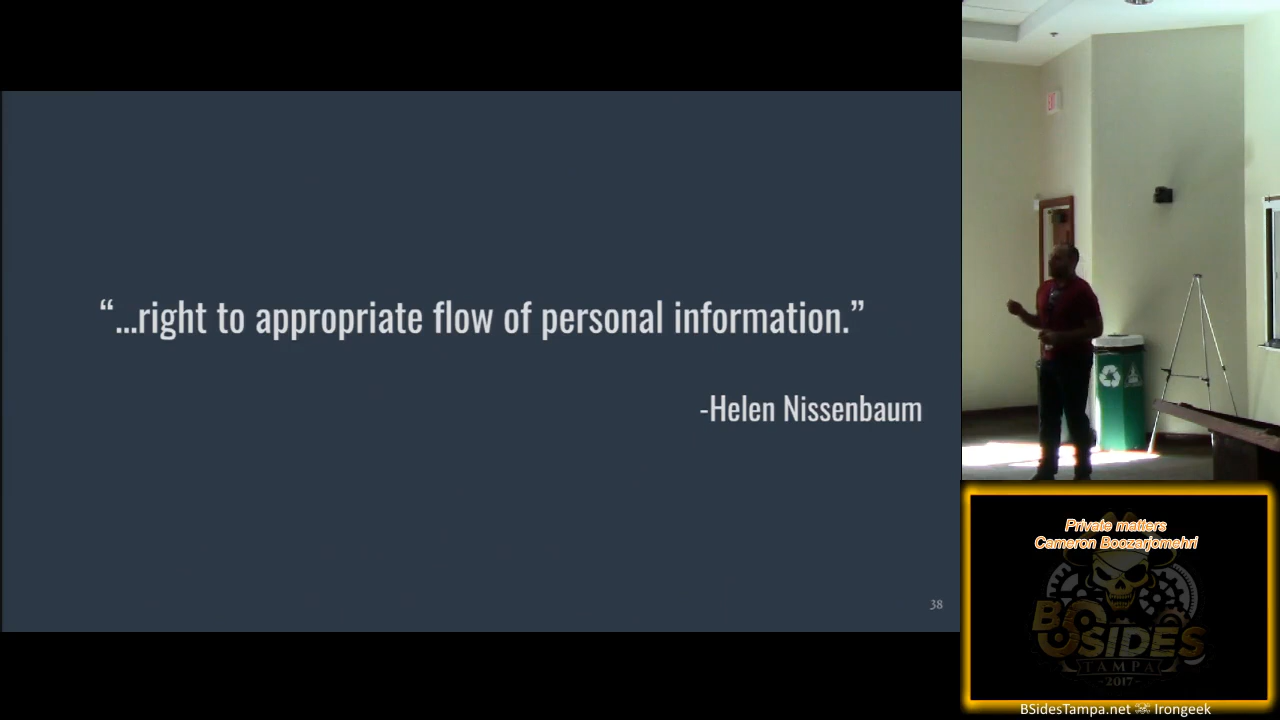 “...right to appropriate flow of personal information.”
-Helen Nissenbaum
38
EXIT
Private matters
Cameron Boozarjomehri
BSIDES
TAMPA
-2017-
BSidesTampa.net ☠ Irongeek